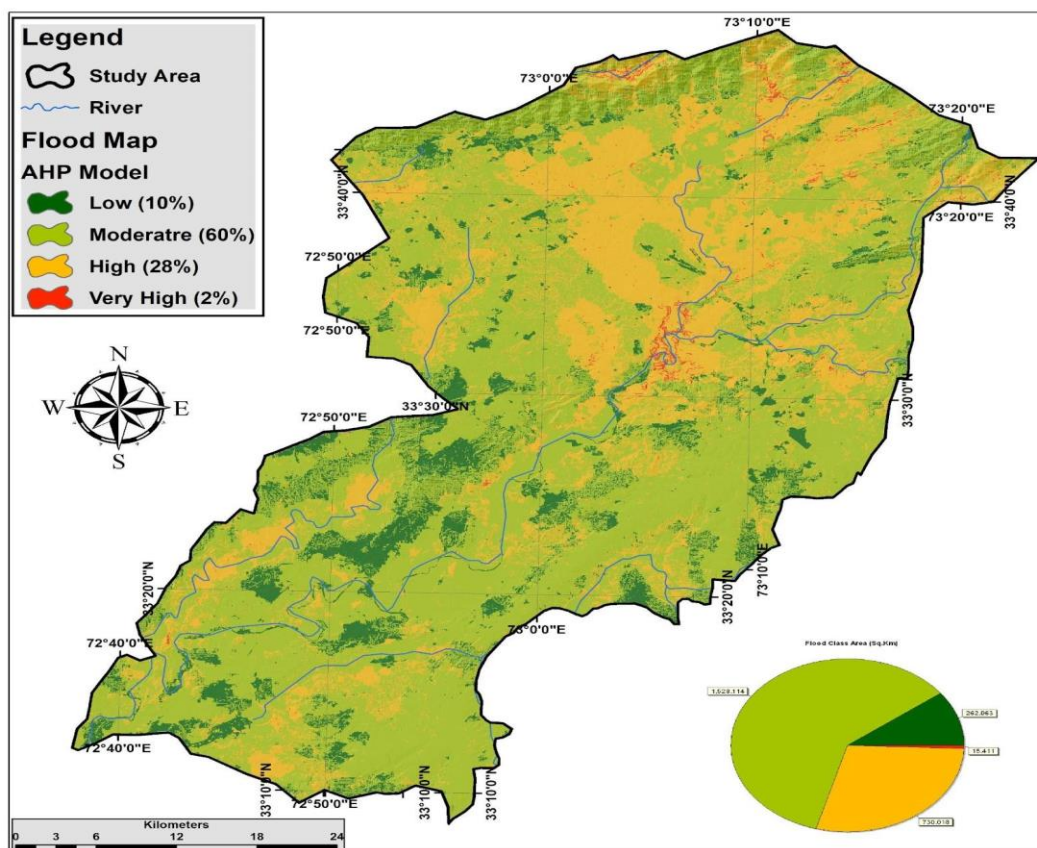 Legend
Study Area
River
Flood Map
AHP Model
Low (10%)
Moderatre (60%)
High (28%)
Very High (2%)
N
W E
S
73°10'0"E
73°0'0"E
73°20'0"E
33°40'0"N
33°40'0"N
73°20'0"E
72°50'0"E
72°50'0"E
33°30'0"N
33°30'0"N
72°50'0"E
33°20'0"N
33°20'0"N
73°10'0"E
73°0'0"E
72°40'0"E
72°40'0"E
33°10'0"N
72°50'0"E
33°10'0"N
33°10'0"N
Flood Class Area (Sq.Km)
262.063
15.411
730.018
Kilometers
0 3 6 12 18 24